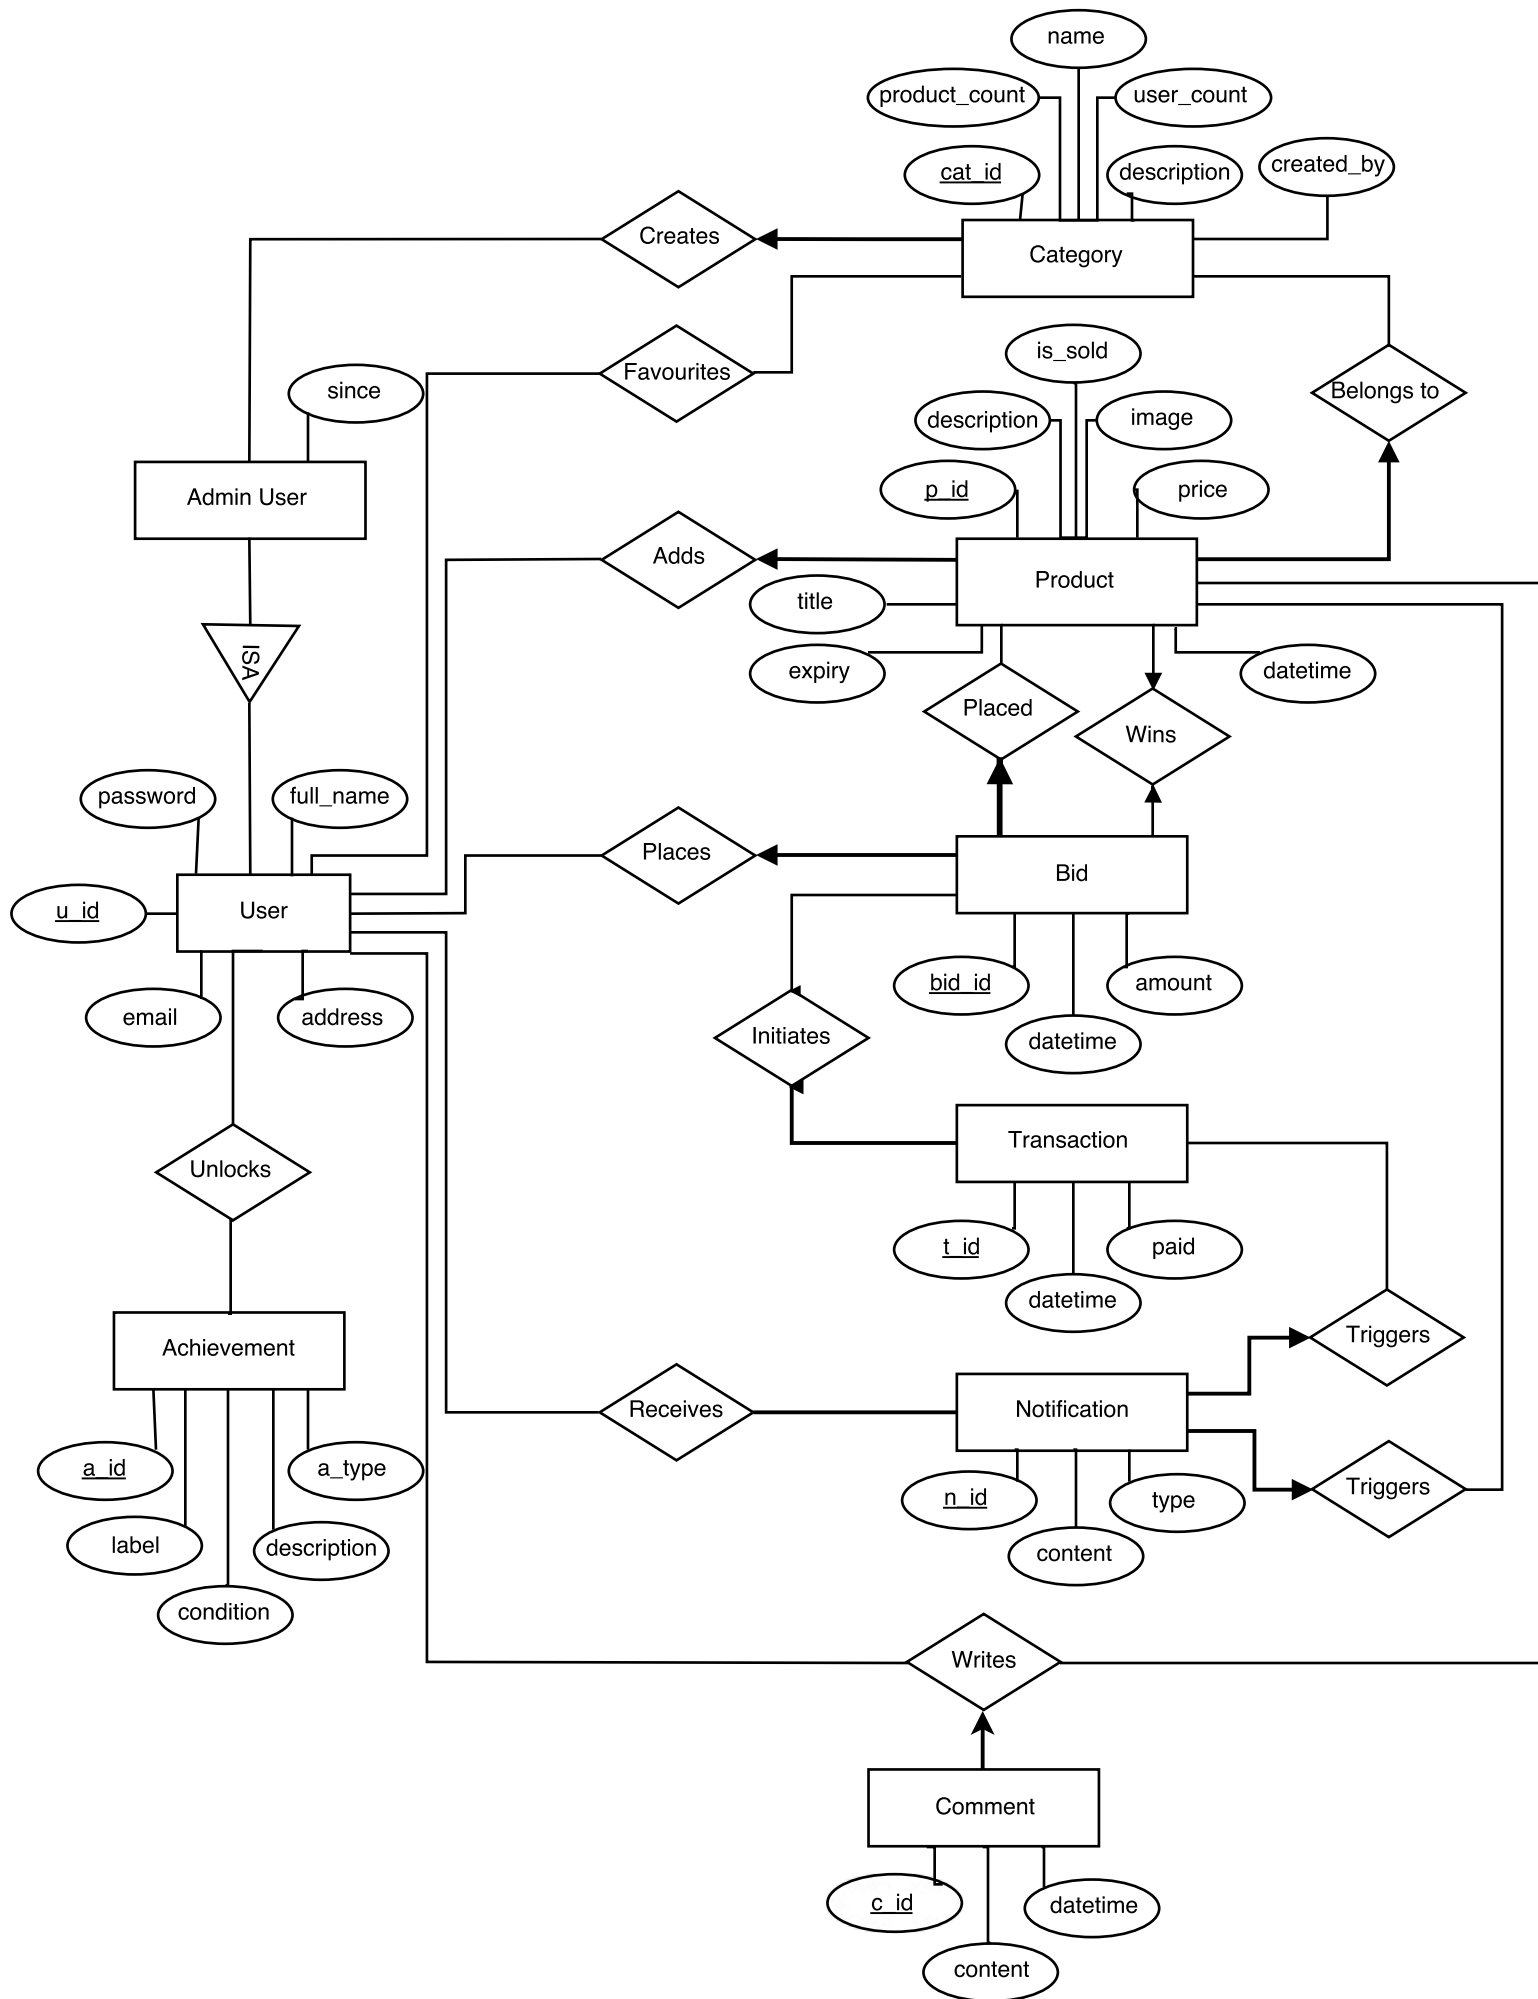 name
product_count
user_count
cat_id
description
created_by
Creates
Category
Favourites
is_sold
since
description
image
Belongs to
Admin User
p_id
price
Adds
Product
title
ISA
expiry
datetime
Placed
Wins
password
full_name
Places
Bid
u_id
User
bid_id
amount
email
address
Initiates
datetime
Transaction
Unlocks
t_id
paid
datetime
Achievement
Triggers
Receives
Notification
a_id
a_type
Triggers
n_id
type
label
description
content
condition
Writes
Comment
c_id
datetime
content